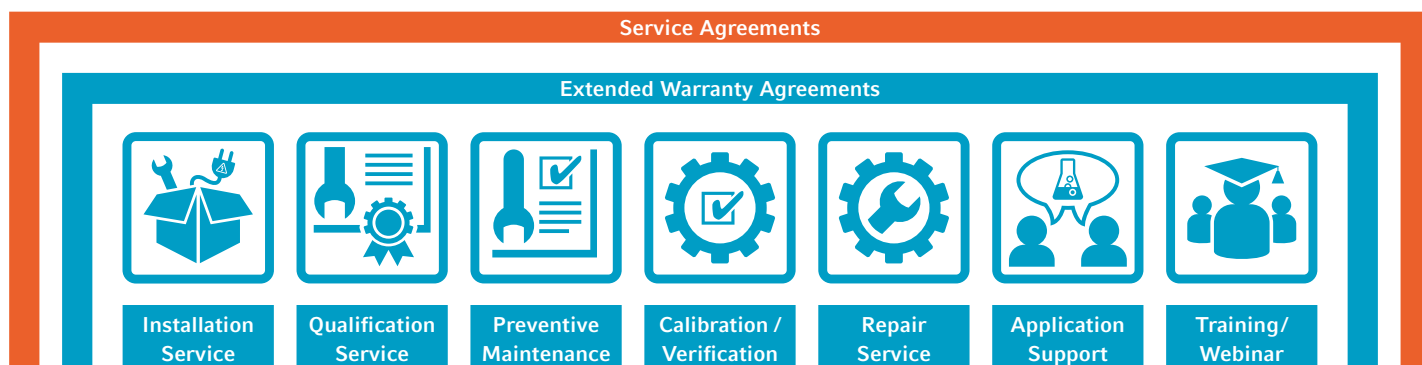 Service Agreements
Extended Warranty Agreements
Installation
Service
Qualification
Service
Preventive
Maintenance
Calibration /
Verification
Repair
Service
Application
Support
Training/
Webinar